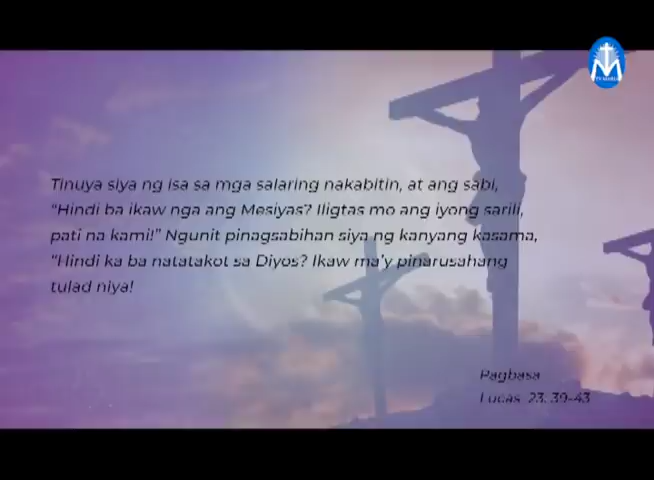 TV MARIA
Tinuya siya ng isa sa mga salaring nakabitin, at ang sabi,
"Hindi ba ikaw nga ang Mesiyas? Iligtas mo ang iyong sarili,
pati na kami!" Ngunit pinagsabihan siya ng kanyang kasama,
"Hindi ka ba natatakot sa Diyos? Ikaw ma'y pinarusahang
tulad niya!
Pagbasa
Lucas 23: 39-43